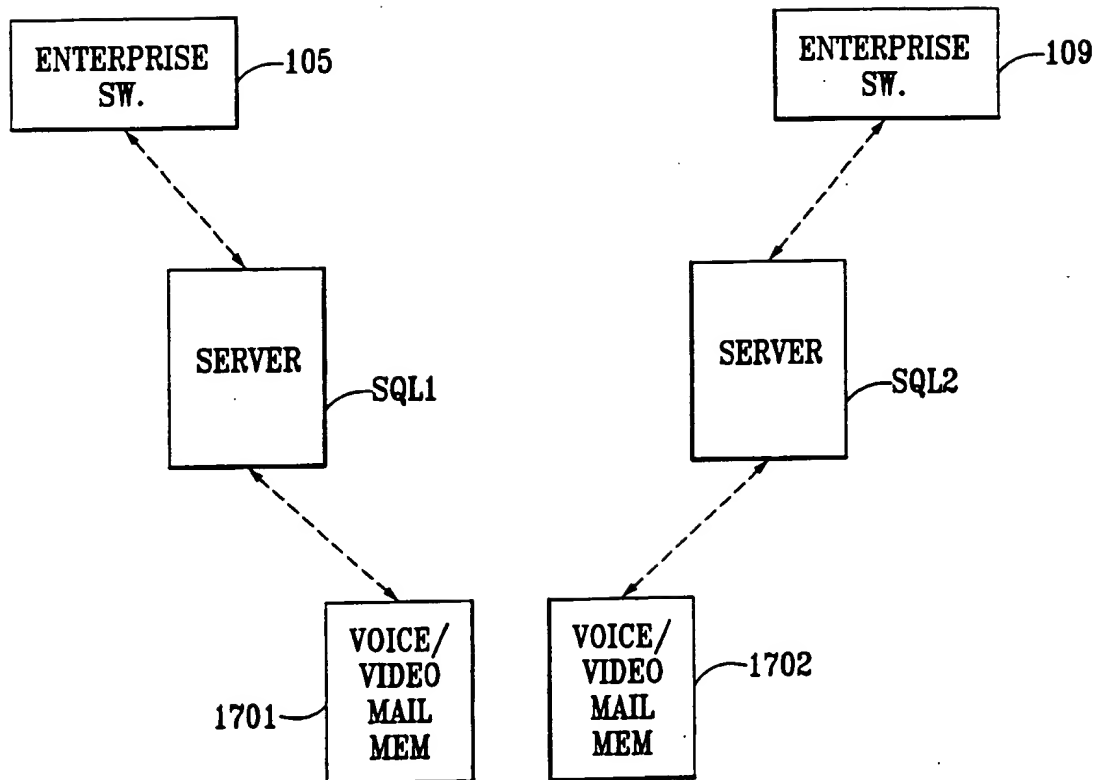 ENTERPRISE
SW.
105
ENTERPRISE
SW.
109
SERVER
SQL1
SERVER
SQL2
VOICE/
VIDEO
MAIL
MEM
1701
VOICE/
VIDEO
MAIL
MEM
1702